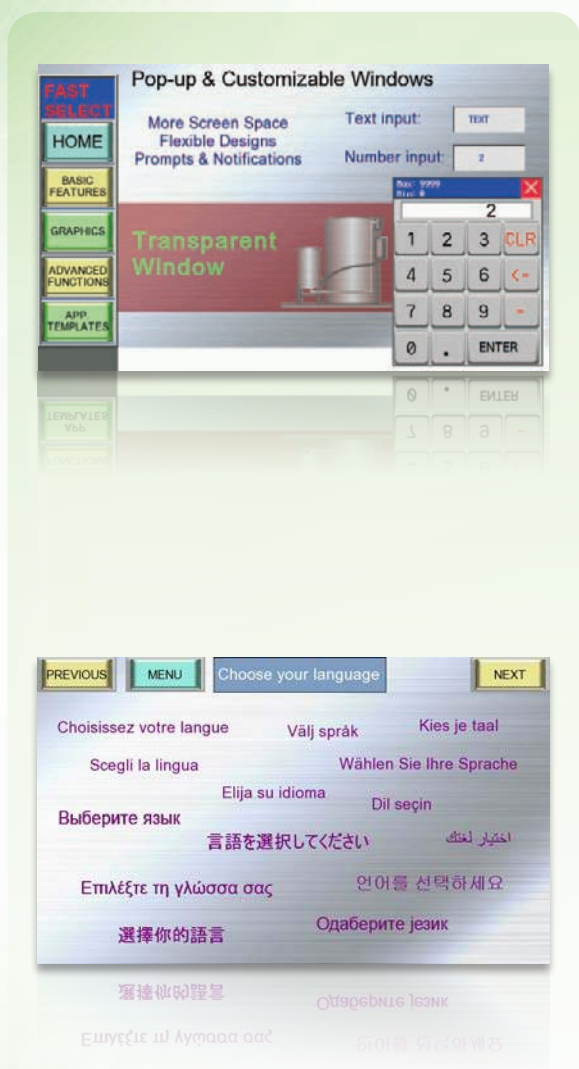 FAST
SELECT
HOME
BASIC
FEATURES
GRAPHICS
ADVANCED
FUNCTIONS
APP.
TEMPLATES
Pop-up & Customizable Windows
More Screen Space
Flexible Designs
Prompts & Notifications
Text input: TEXT
Number input: 2
Transparent
Window
Max: 9999
Min: 0
X
2
1 2 3 CLR
4 5 6 <-
7 8 9 -
0 . ENTER
PREVIOUS MENU Choose your language NEXT
Choisissez votre langue Välj språk Kies je taal
Scegli la lingua Wählen Sie Ihre Sprache
Elija su idioma Dil seçin
Выберите язык
言語を選択してください اختيار لغتك
Επιλέξτε τη γλώσσα σας 언어를 선택하세요
選擇你的語言 Одаберите језик